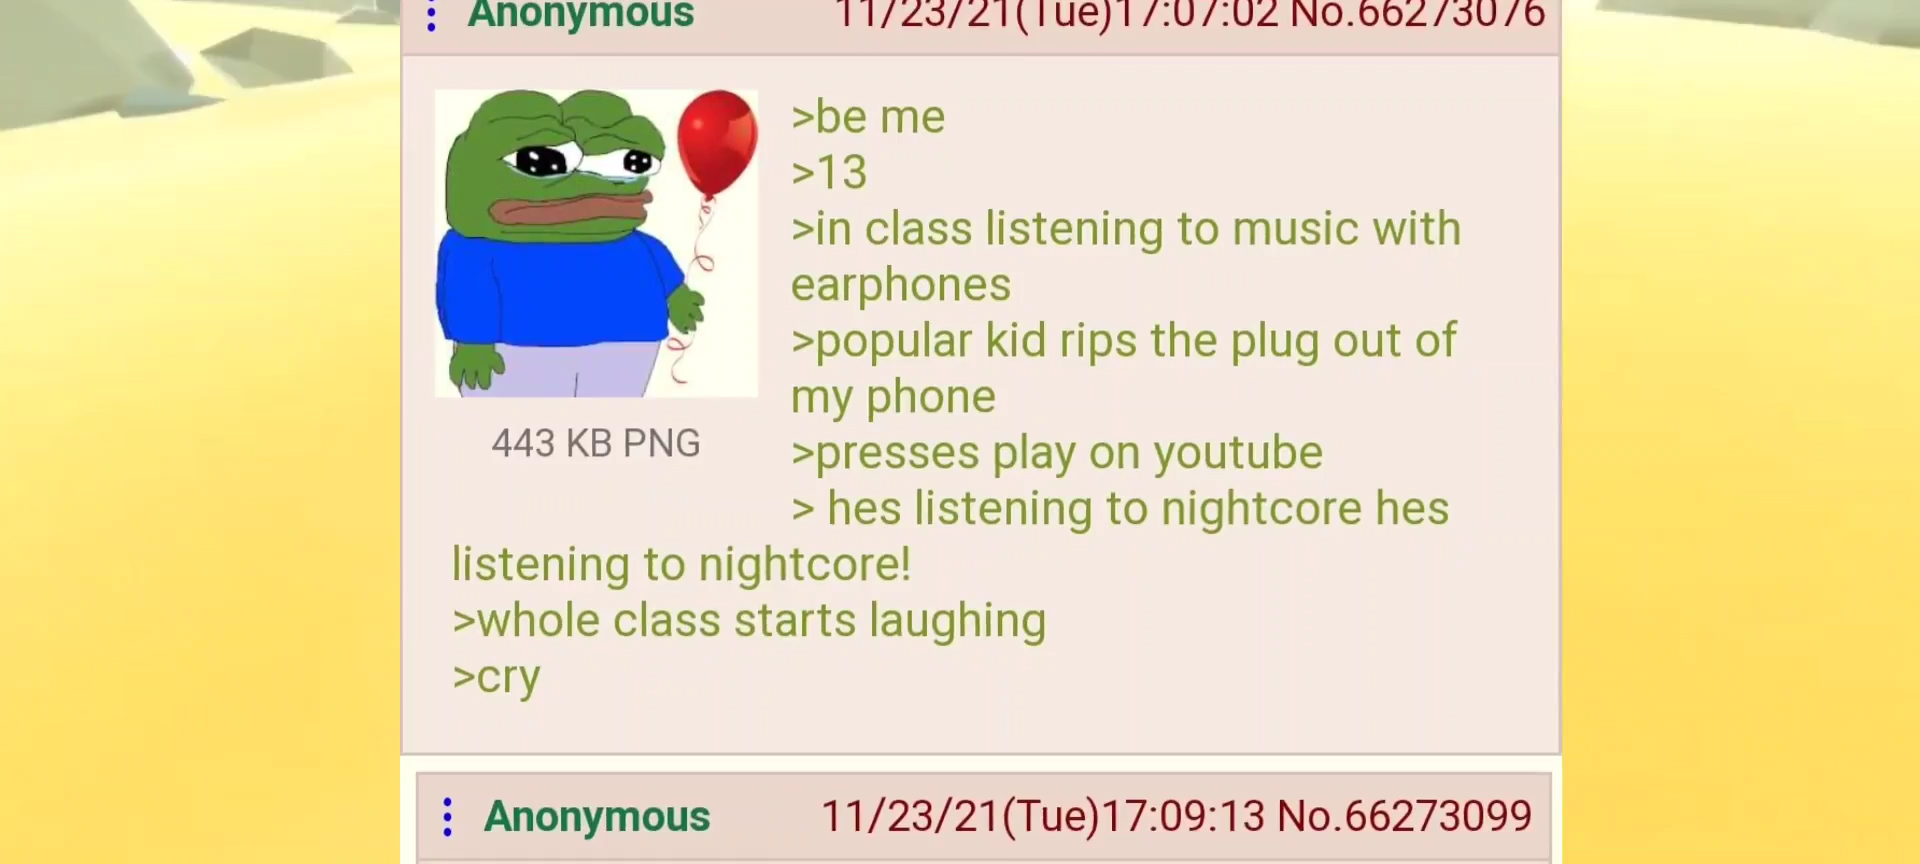 Anonymous 11/23/21(Tue)17:07:02 No.66273076
>be me
>13
>in class listening to music with
earphones
>popular kid rips the plug out of
my phone
443 KB PNG
>presses play on youtube
> hes listening to nightcore hes
listening to nightcore!
>whole class starts laughing
>cry
Anonymous 11/23/21(Tue)17:09:13 No.66273099